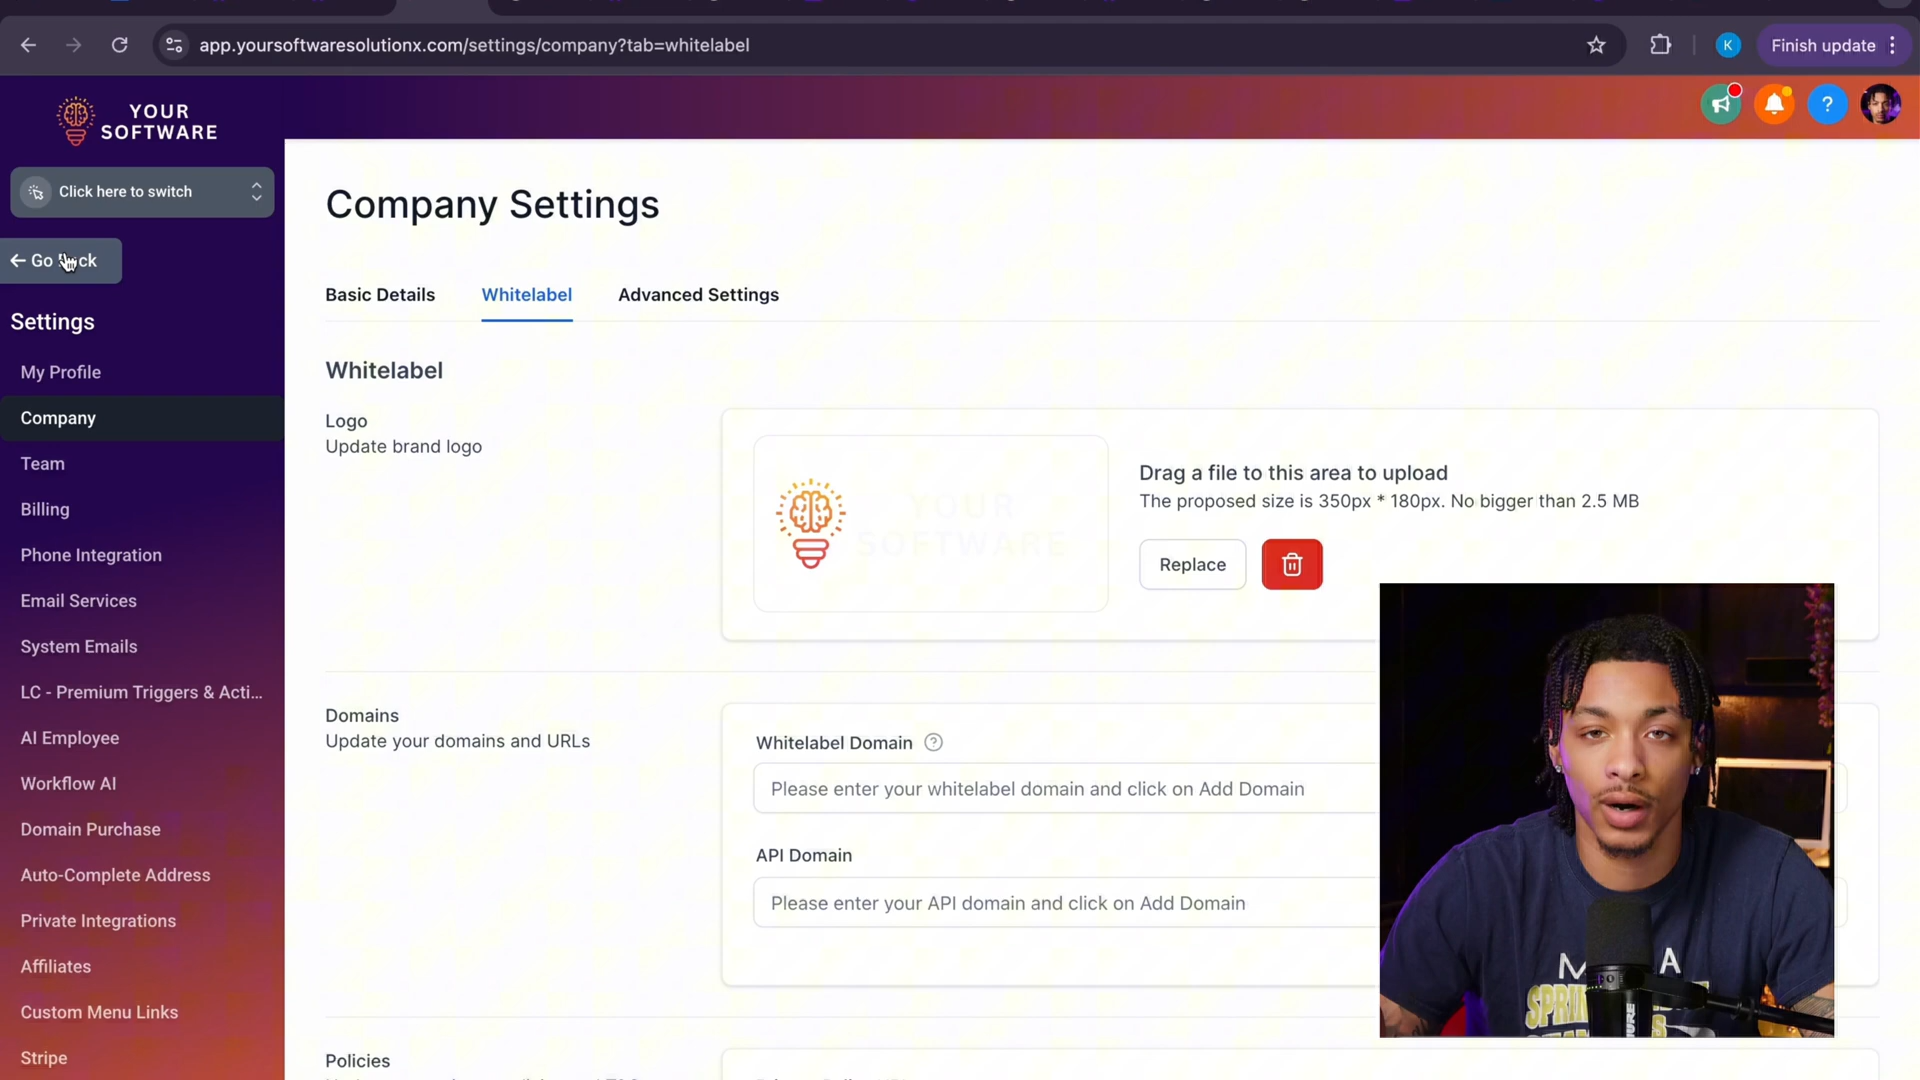 app.yoursoftwaresolutionx.com/settings/company?tab=whitelabel
K
Finish update
YOUR
SOFTWARE
?
Click here to switch
Go
ck
Settings
My Profile
Company
Team
Billing
Phone Integration
Email Services
System Emails
LC - Premium Triggers & Acti...
AI Employee
Workflow AI
Domain Purchase
Auto-Complete Address
Private Integrations
Affiliates
Custom Menu Links
Stripe
Company Settings
Basic Details
Whitelabel
Advanced Settings
Whitelabel
Logo
Update brand logo
YOUR
SOFTWARE
Drag a file to this area to upload
The proposed size is 350px * 180px. No bigger than 2.5 MB
Replace
Domains
Update your domains and URLs
Whitelabel Domain ?
Please enter your whitelabel domain and click on Add Domain
API Domain
Please enter your API domain and click on Add Domain
Policies